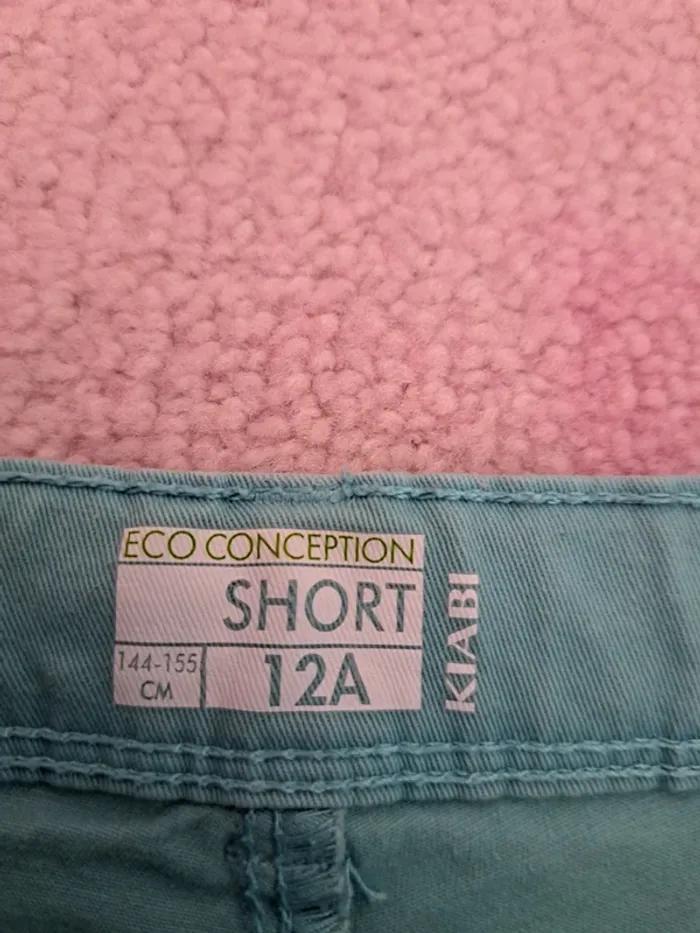 ECO CONCEPTION
SHORT
144-155
CM
12A
KIABI